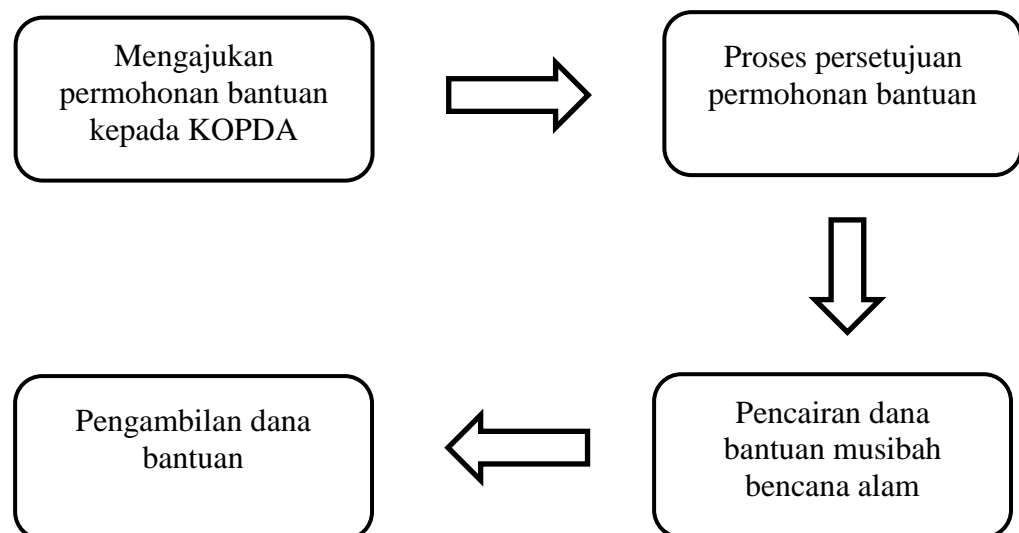 Mengajukan
permohonan bantuan
kepada KOPDA
Proses persetujuan
permohonan bantuan
Pencairan dana
bantuan musibah
bencana alam
Pengambilan dana
bantuan